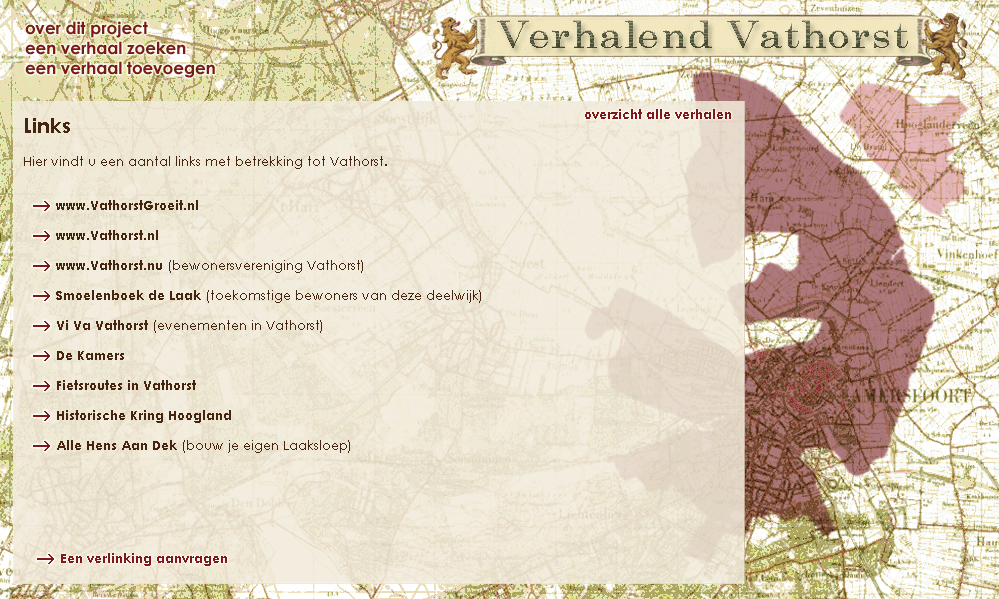 over dit project
een verhaal zoeken
een verhaal toevoegen
Verhalend Vathorst
overzicht alle verhalen
Links
Hier vindt u een aantal links met betrekking tot Vathorst.
→ www.VathorstGroeit.nl
→ www.Vathorst.nl
→ www.Vathorst.nu (bewonersvereniging Vathorst)
→ Smoelenboek de Laak (toekomstige bewoners van deze deelwijk)
→ Vi Va Vathorst (evenementen in Vathorst)
→ De Kamers
→ Fietsroutes in Vathorst
→ Historische Kring Hoogland
→ Alle Hens Aan Dek (bouw je eigen Laaksloep)
→ Een verlinking aanvragen
Zevenhuizen
Hooglanderveen
Vinkenhoef
Liendert
AMERSFOORT